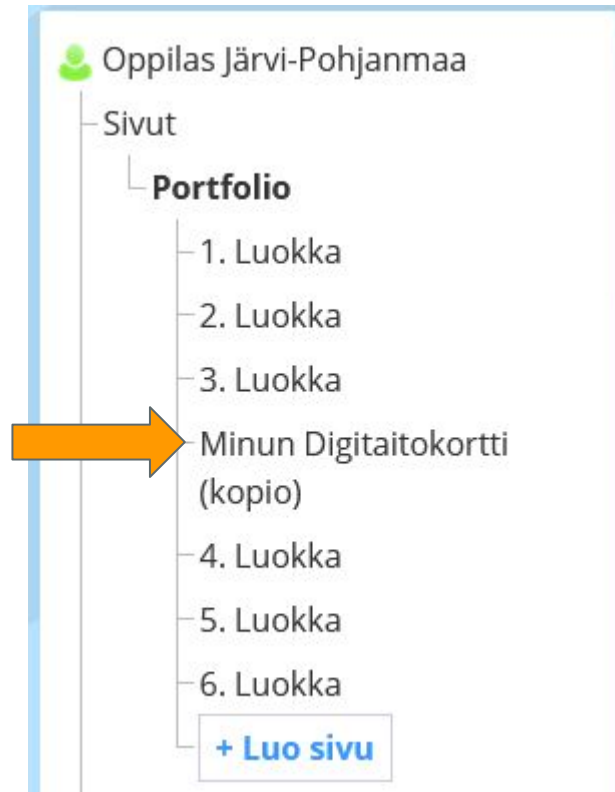 Oppilas Järvi-Pohjanmaa
Sivut
Portfolio
1. Luokka
2. Luokka
3. Luokka
Minun Digitaitokortti
(kopio)
4. Luokka
5. Luokka
6. Luokka
+ Luo sivu